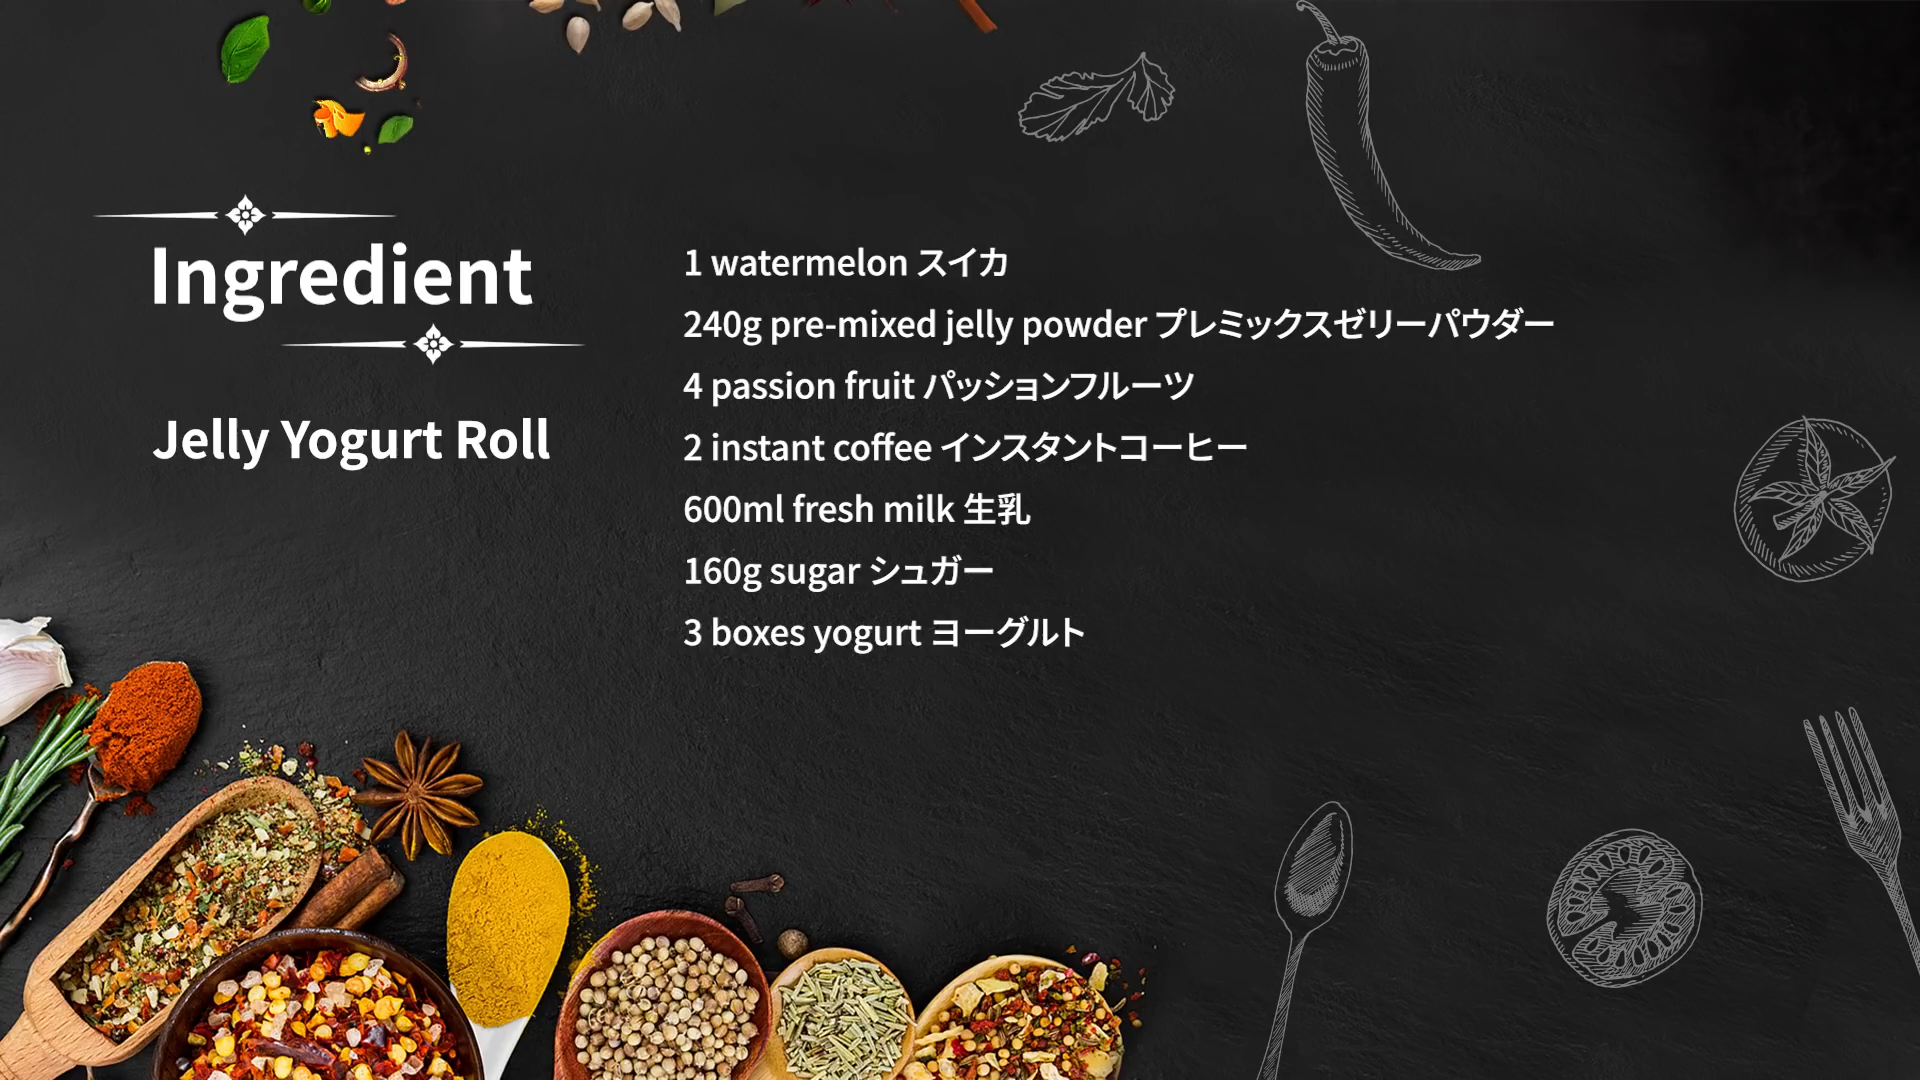 Ingredient
Jelly Yogurt Roll
1 watermelon スイカ
240g pre-mixed jelly powder プレミックスゼリーパウダー
4 passion fruit パッションフルーツ
2 instant coffee インスタントコーヒー
600ml fresh milk 生乳
160g sugar シュガー
3 boxes yogurt ヨーグルト